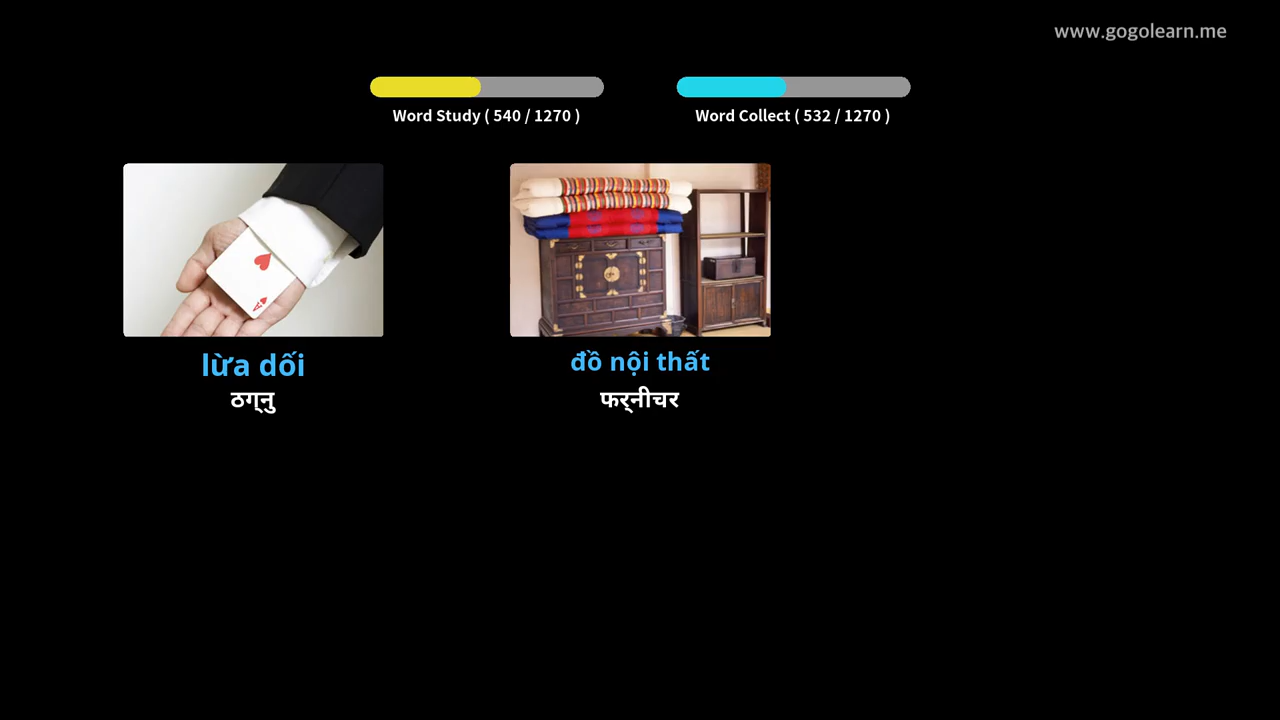 www.gogolearn.me
Word Study ( 540 / 1270 )
Word Collect ( 532 / 1270 )
A
lừa dối
ठग्‌नु
đồ nội thất
फर्‌नीचर